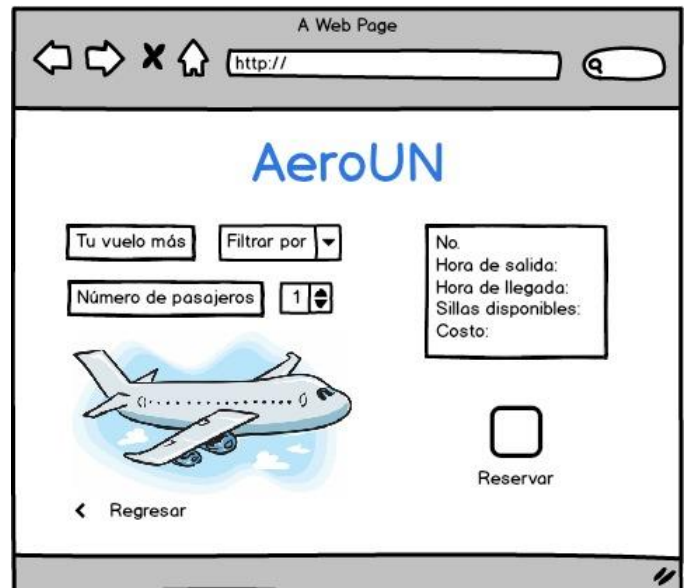 A Web Page
http://
AeroUN
Tu vuelo más
Filtrar por
Número de pasajeros
1
No.
Hora de salida:
Hora de llegada:
Sillas disponibles:
Costo:
Reservar
Regresar